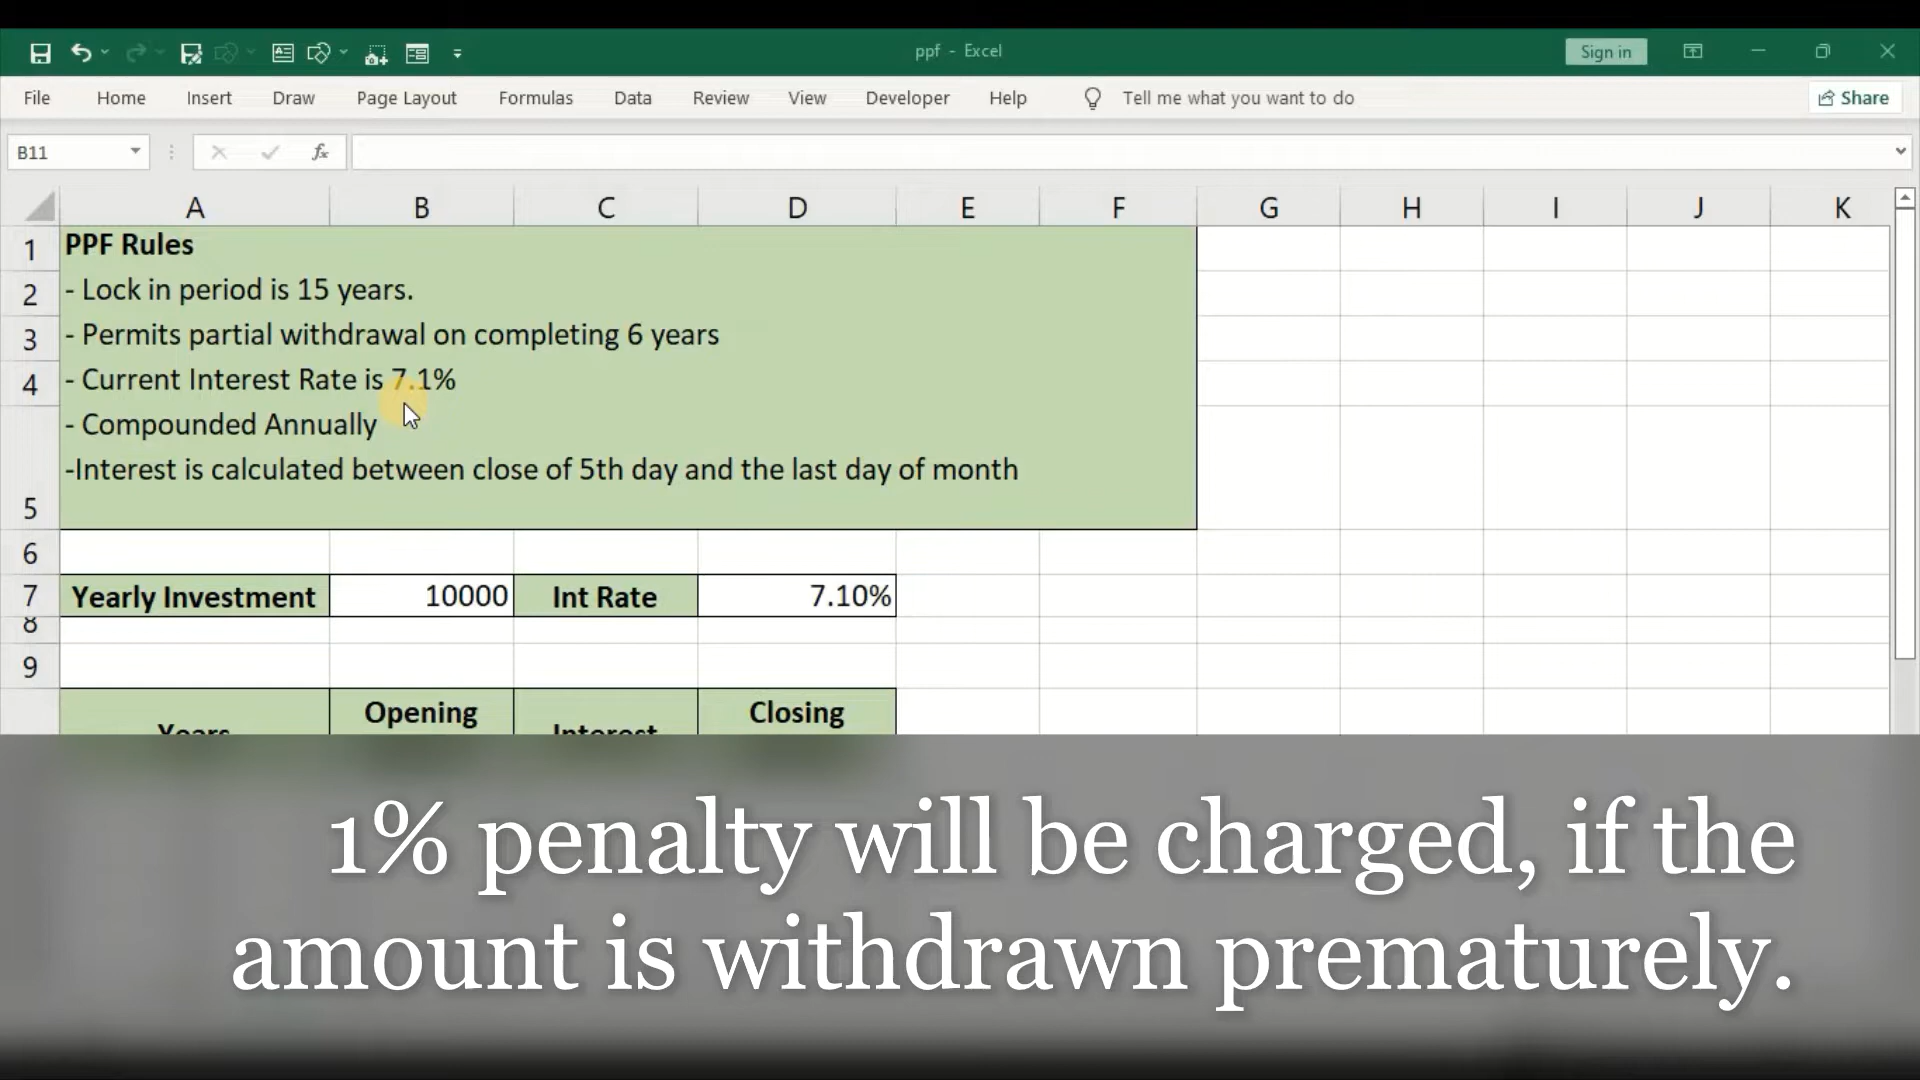 ppf - Excel
Sign in
File Home Insert Draw Page Layout Formulas Data Review View Developer Help Tell me what you want to do Share
B11 fx
A B C D E F G H I J K
1 PPF Rules
2 - Lock in period is 15 years.
3 - Permits partial withdrawal on completing 6 years
4 - Current Interest Rate is 7.1%
- Compounded Annually
-Interest is calculated between close of 5th day and the last day of month
5
6
7 Yearly Investment 10000 Int Rate 7.10%
8
9
Opening Closing
Years Interest
1% penalty will be charged, if the
amount is withdrawn prematurely.